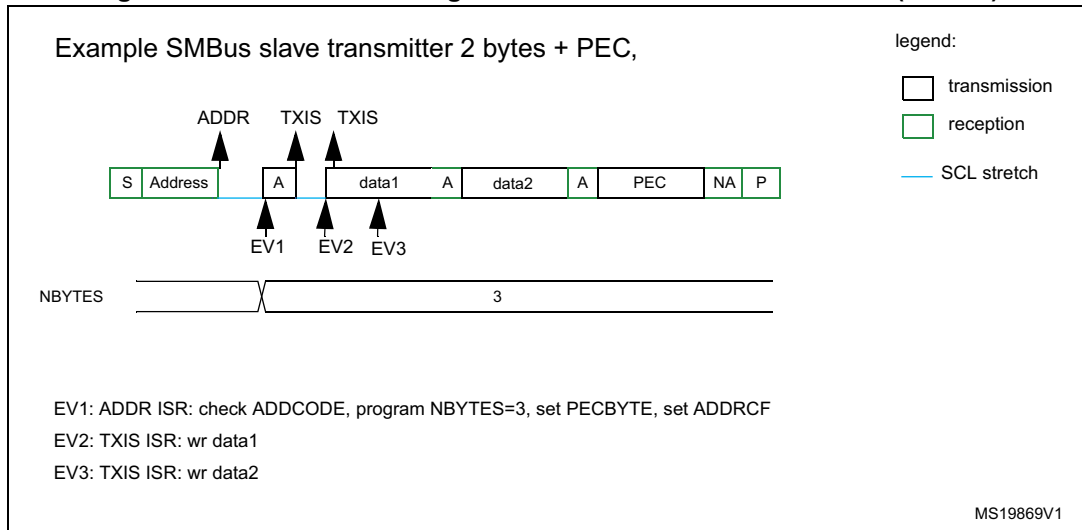 Example SMBus slave transmitter 2 bytes + PEC,
legend:
transmission
reception
SCL stretch
ADDR TXIS TXIS
S Address A data1 A data2 A PEC NA P
EV1 EV2 EV3
NBYTES 3
EV1: ADDR ISR: check ADDCODE, program NBYTES=3, set PECBYTE, set ADDRCF
EV2: TXIS ISR: wr data1
EV3: TXIS ISR: wr data2
MS19869V1